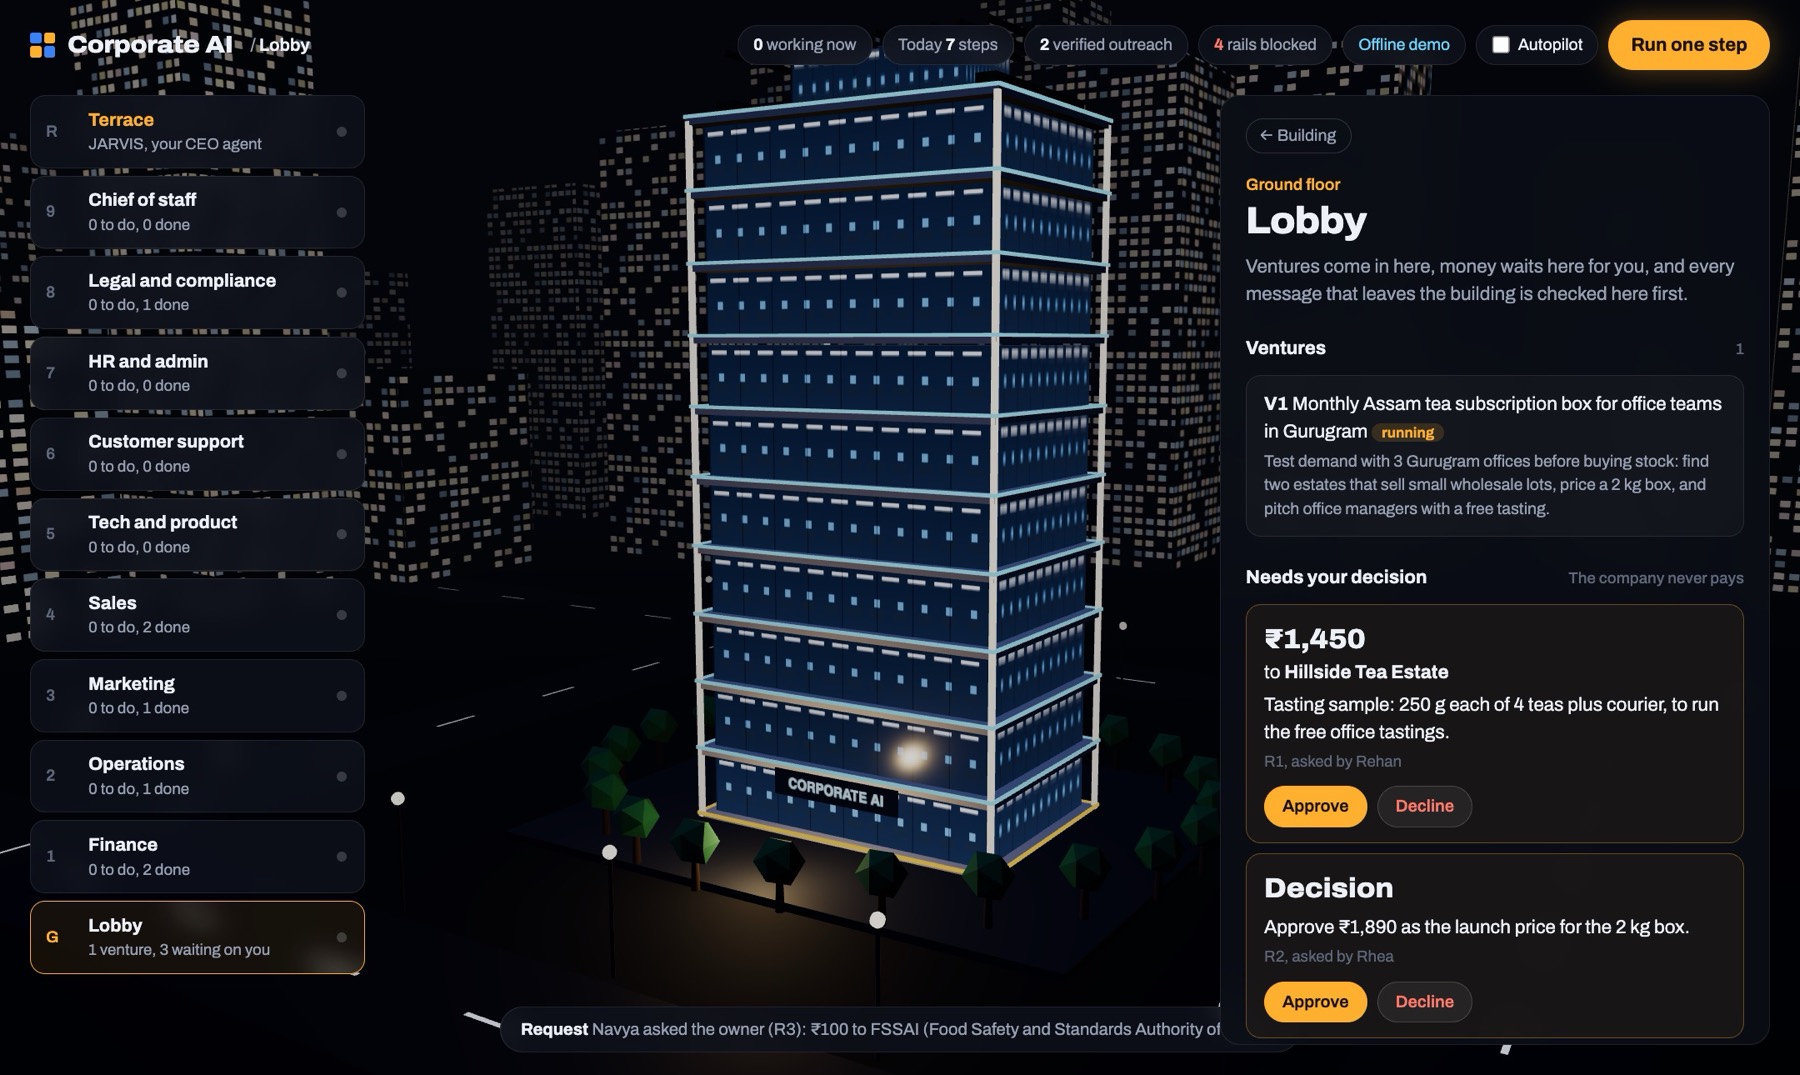 Corporate AI / Lobby
0 working now
Today 7 steps
2 verified outreach
4 rails blocked
Offline demo
Autopilot
Run one step
R
Terrace
JARVIS, your CEO agent
9
Chief of staff
0 to do, 0 done
8
Legal and compliance
0 to do, 1 done
7
HR and admin
0 to do, 0 done
6
Customer support
0 to do, 0 done
5
Tech and product
0 to do, 0 done
4
Sales
0 to do, 2 done
3
Marketing
0 to do, 1 done
2
Operations
0 to do, 1 done
1
Finance
0 to do, 2 done
G
Lobby
1 venture, 3 waiting on you
CORPORATE AI
Request Navya asked the owner (R3): ₹100 to FSSAI (Food Safety and Standards Authority of
← Building
Ground floor
Lobby
Ventures come in here, money waits here for you, and every
message that leaves the building is checked here first.
Ventures 1
V1 Monthly Assam tea subscription box for office teams
in Gurugram running
Test demand with 3 Gurugram offices before buying stock: find
two estates that sell small wholesale lots, price a 2 kg box, and
pitch office managers with a free tasting.
Needs your decision The company never pays
₹1,450
to Hillside Tea Estate
Tasting sample: 250 g each of 4 teas plus courier, to run
the free office tastings.
R1, asked by Rehan
Approve Decline
Decision
Approve ₹1,890 as the launch price for the 2 kg box.
R2, asked by Rhea
Approve Decline